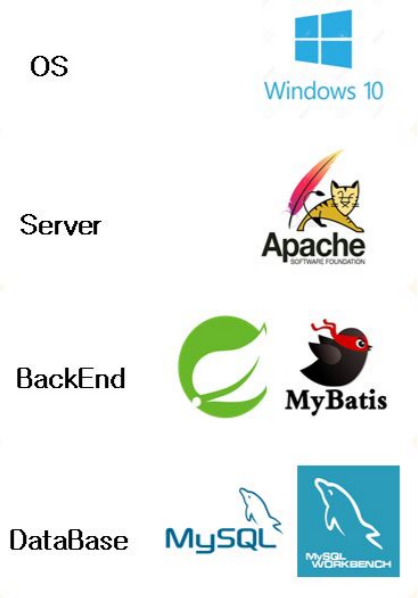 OS
Windows 10
Server
Apache
SOFTWARE FOUNDATION
BackEnd
MyBatis
DataBase
MySQL
MySQL
WORKBENCH